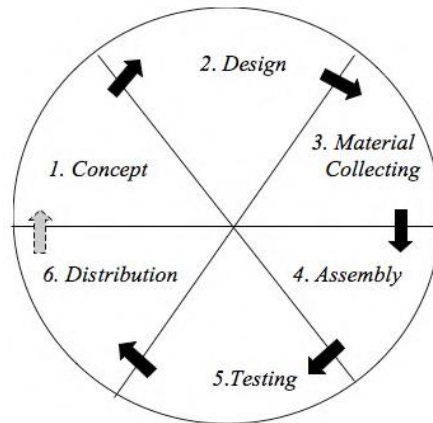 2. Design
3. Material
Collecting
1. Concept
6. Distribution
4. Assembly
5.Testing